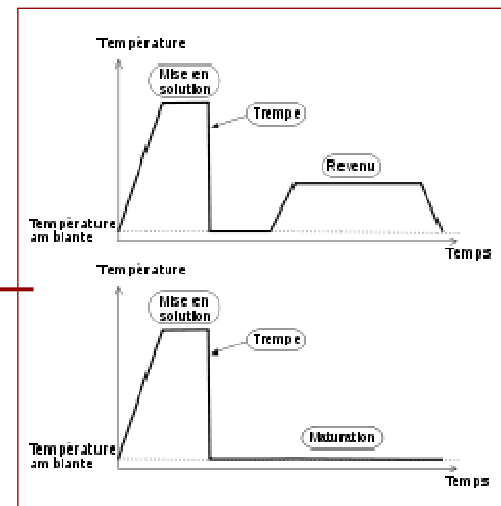 Température
Mise en
solution
Trempe
Revenu
Température
ambiante
Temps
Température
Mise en
solution
Trempe
Maturation
Température
ambiante
Temps